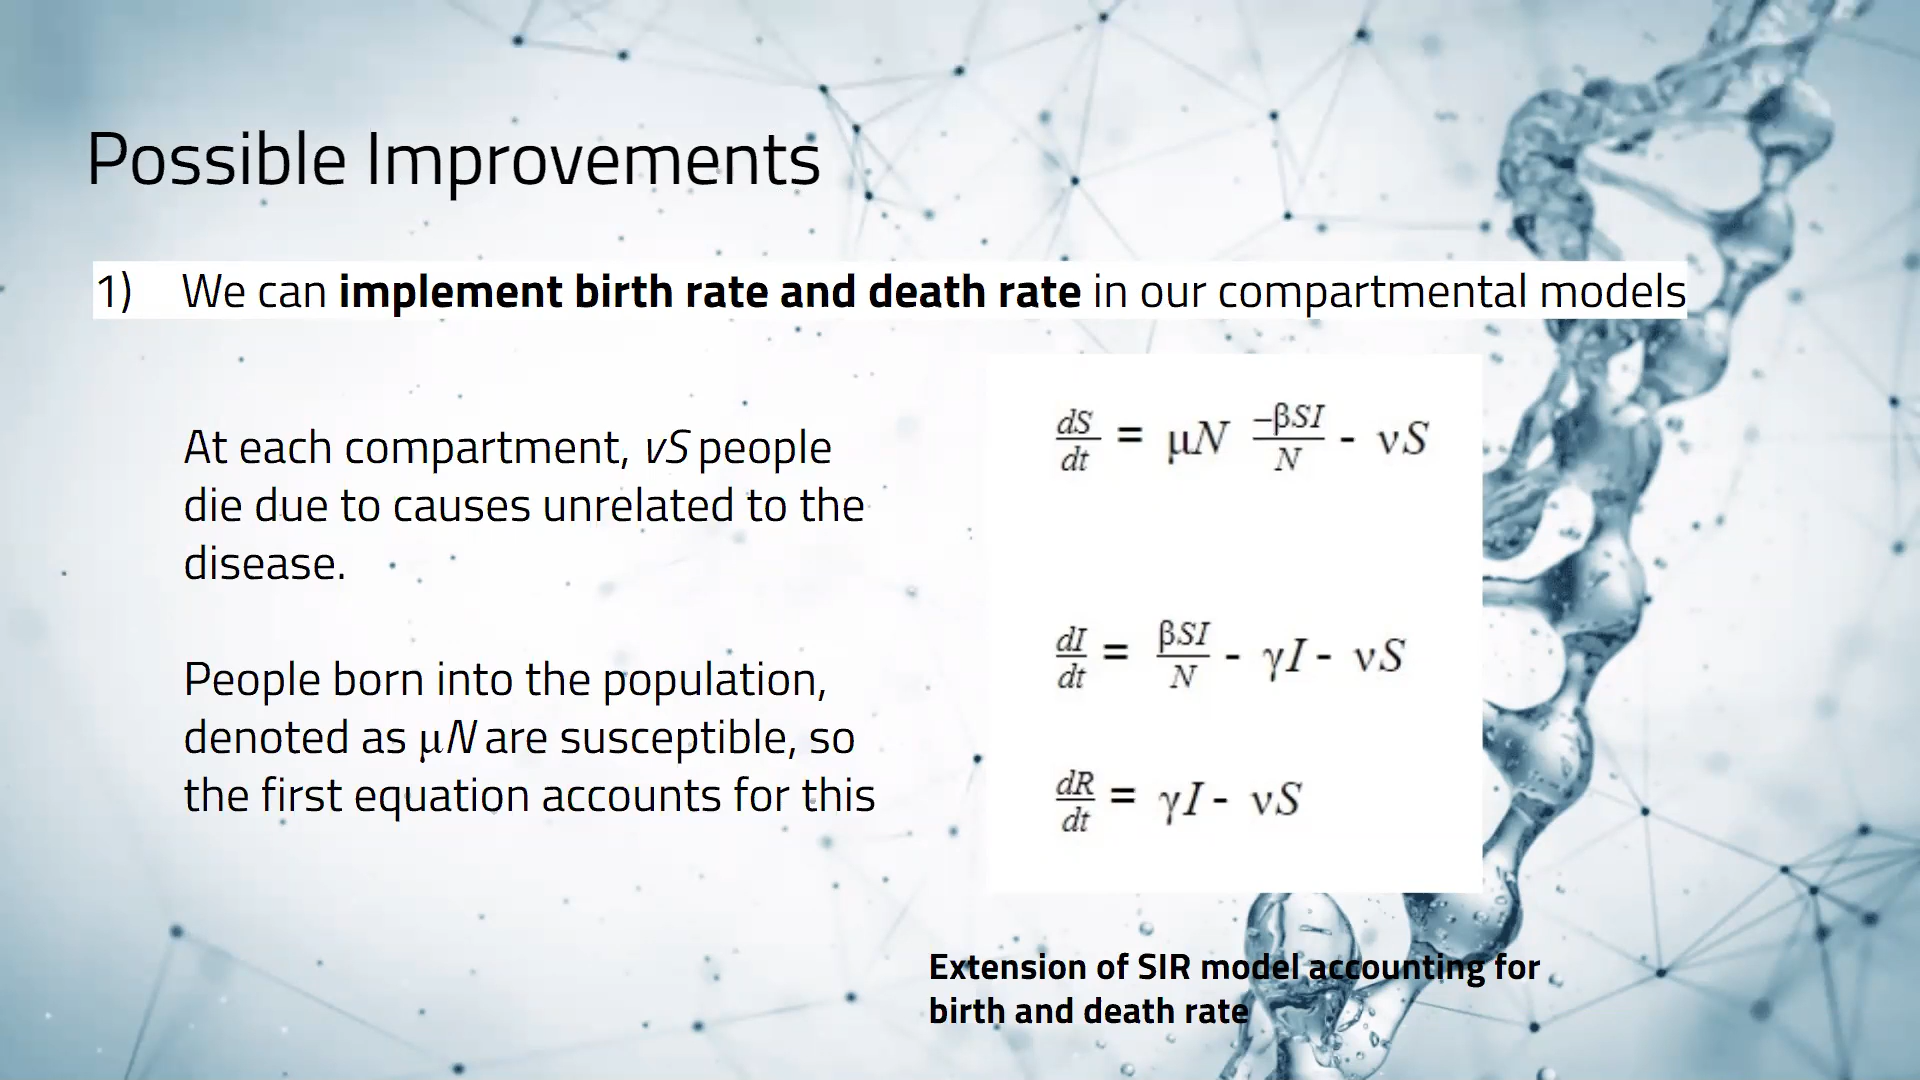 Possible Improvements
1) We can implement birth rate and death rate in our compartmental models
At each compartment, νS people
die due to causes unrelated to the
disease.
People born into the population,
denoted as μN are susceptible, so
the first equation accounts for this
dS/dt = μN -βSI/N - νS
dI/dt = βSI/N - γI - νS
dR/dt = γI - νS
Extension of SIR model accounting for
birth and death rate